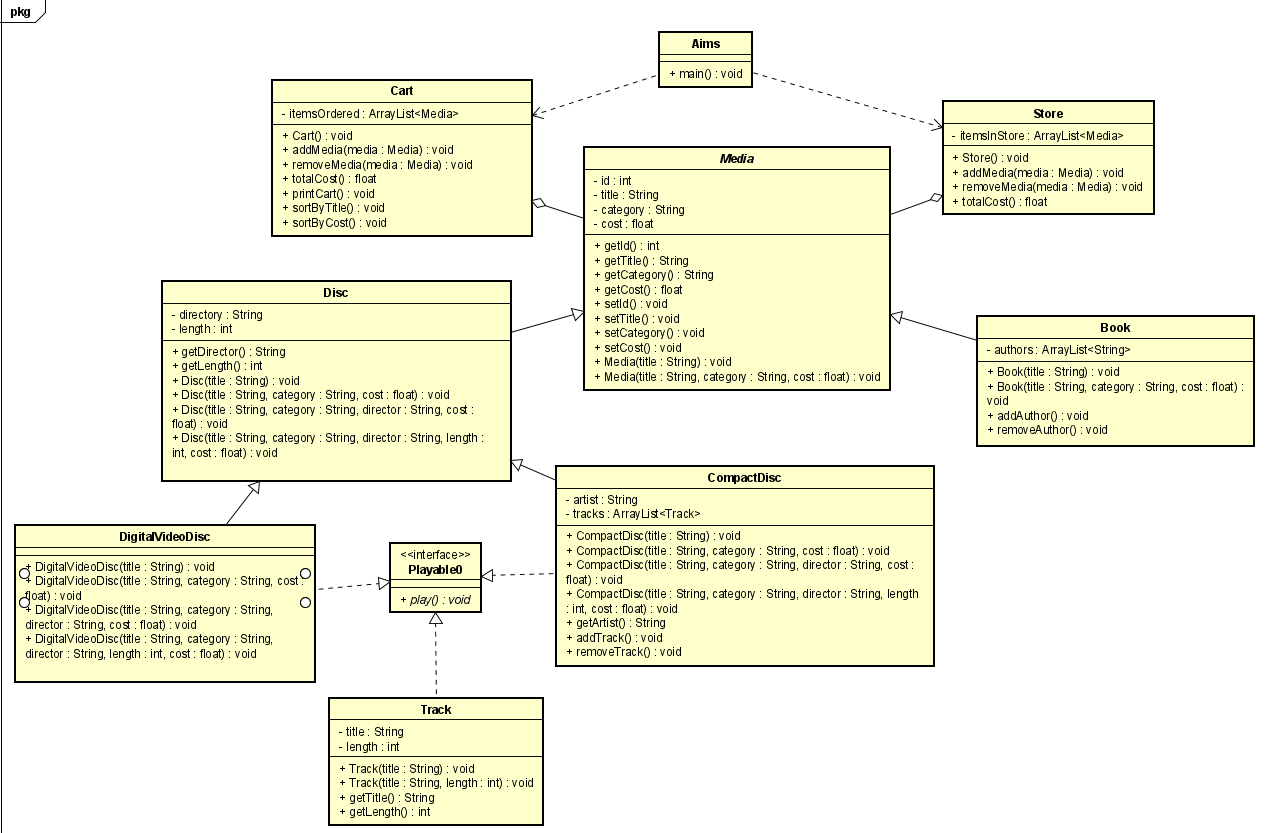 pkg
Aims
+ main() : void
Cart
- itemsOrdered : ArrayList<Media>
+ Cart() : void
+ addMedia(media : Media) : void
+ removeMedia(media : Media) : void
+ totalCost() : float
+ printCart() : void
+ sortByTitle() : void
+ sortByCost() : void
Store
- itemsInStore : ArrayList<Media>
+ Store() : void
+ addMedia(media : Media) : void
+ removeMedia(media : Media) : void
+ totalCost() : float
Media
- id : int
- title : String
- category : String
- cost : float
+ getId() : int
+ getTitle() : String
+ getCategory() : String
+ getCost() : float
+ setId() : void
+ setTitle() : void
+ setCategory() : void
+ setCost() : void
+ Media(title : String) : void
+ Media(title : String, category : String, cost : float) : void
Disc
- directory : String
- length : int
+ getDirector() : String
+ getLength() : int
+ Disc(title : String) : void
+ Disc(title : String, category : String, cost : float) : void
+ Disc(title : String, category : String, director : String, cost :
float) : void
+ Disc(title : String, category : String, director : String, length :
int, cost : float) : void
Book
- authors : ArrayList<String>
+ Book(title : String) : void
+ Book(title : String, category : String, cost : float) :
void
+ addAuthor() : void
+ removeAuthor() : void
CompactDisc
- artist : String
- tracks : ArrayList<Track>
+ CompactDisc(title : String) : void
+ CompactDisc(title : String, category : String, cost : float) : void
+ CompactDisc(title : String, category : String, director : String, cost :
float) : void
+ CompactDisc(title : String, category : String, director : String, length
: int, cost : float) : void
+ getArtist() : String
+ addTrack() : void
+ removeTrack() : void
DigitalVideoDisc
+ DigitalVideoDisc(title : String) : void
+ DigitalVideoDisc(title : String, category : String, cost :
float) : void
+ DigitalVideoDisc(title : String, category : String,
director : String, cost : float) : void
+ DigitalVideoDisc(title : String, category : String,
director : String, length : int, cost : float) : void
<<interface>>
Playable0
+ play() : void
Track
- title : String
- length : int
+ Track(title : String) : void
+ Track(title : String, length : int) : void
+ getTitle() : String
+ getLength() : int